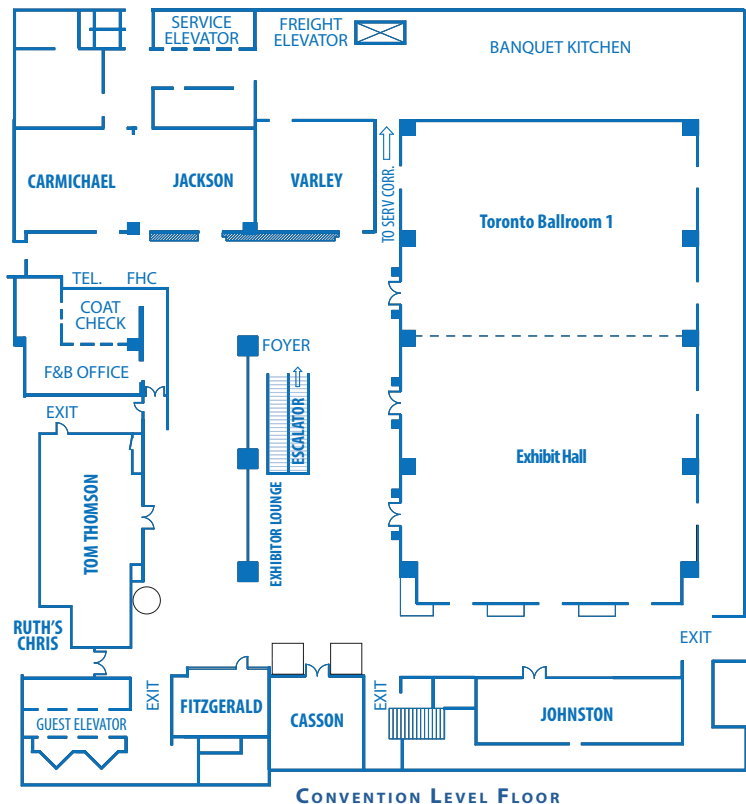 SERVICE
ELEVATOR
FREIGHT
ELEVATOR
BANQUET KITCHEN
CARMICHAEL
JACKSON
VARLEY
TO SERV CORR.
Toronto Ballroom 1
TEL. FHC
COAT
CHECK
FOYER
F&B OFFICE
EXIT
ESCALATOR
Exhibit Hall
TOM THOMSON
EXHIBITOR LOUNGE
RUTH'S
CHRIS
EXIT
EXIT
FITZGERALD
CASSON
EXIT
JOHNSTON
GUEST ELEVATOR
CONVENTION LEVEL FLOOR